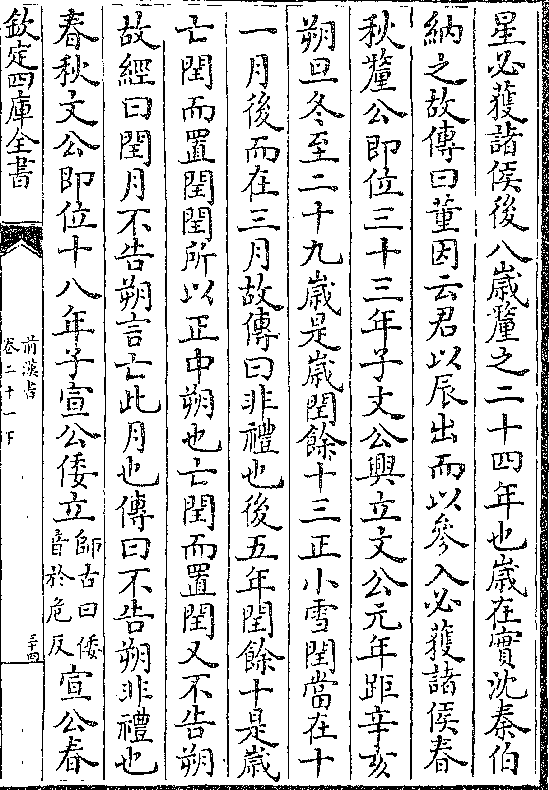 星必獲諸侯後八歲釐之二十四年也歲在實沈秦伯
納之故傳曰董因云君以辰出而以參入必獲諸侯春
秋釐公即位三十三年子文公興立文公元年距辛亥
朔旦冬至二十九歲是歲閏餘十三正小雪閏當在十
一月後而在三月故傳曰非禮也後五年閏餘十是歲
亡閏而置閏閏所以正中朔也亡閏而置閏又不告朔
故經曰閏月不告朔言亡此月也傳曰不告朔非禮也
春秋文公即位十八年子宣公倭立師古曰倭音於危反宣公春
欽定四庫全書
前漢書
卷二十一下
三十四